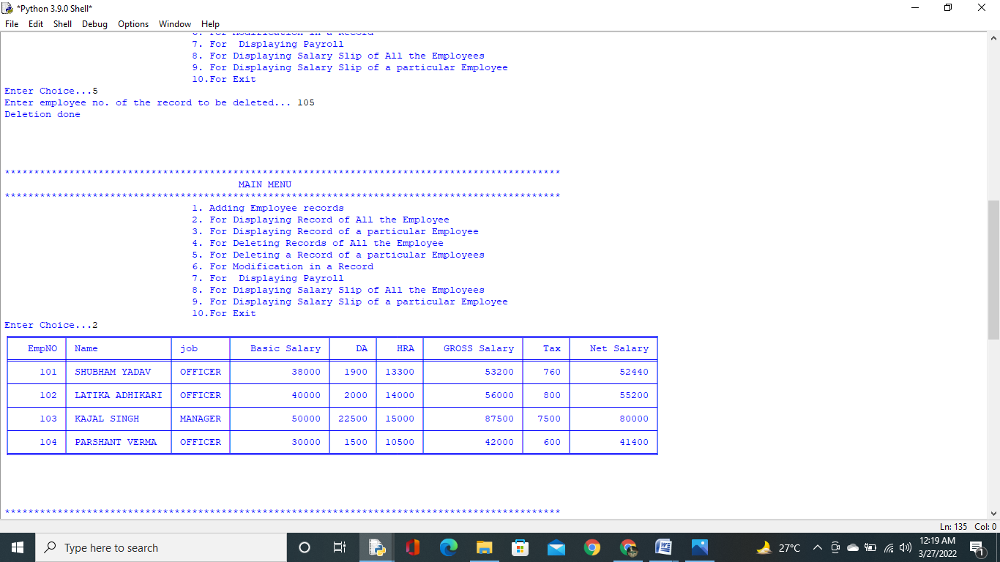 *Python 3.9.0 Shell*
File Edit Shell Debug Options Window Help
6. For Modification in a Record
7. For  Displaying Payroll
8. For Displaying Salary Slip of All the Employees
9. For Displaying Salary Slip of a particular Employee
10.For Exit
Enter Choice...5
Enter employee no. of the record to be deleted... 105
Deletion done
***********************************************************************************************
MAIN MENU
***********************************************************************************************
1. Adding Employee records
2. For Displaying Record of All the Employee
3. For Displaying Record of a particular Employee
4. For Deleting Records of All the Employee
5. For Deleting a Record of a particular Employees
6. For Modification in a Record
7. For  Displaying Payroll
8. For Displaying Salary Slip of All the Employees
9. For Displaying Salary Slip of a particular Employee
10.For Exit
Enter Choice...2
EmpNO Name job Basic Salary DA HRA GROSS Salary Tax Net Salary
101 SHUBHAM YADAV OFFICER 38000 1900 13300 53200 760 52440
102 LATIKA ADHIKARI OFFICER 40000 2000 14000 56000 800 55200
103 KAJAL SINGH MANAGER 50000 22500 15000 87500 7500 80000
104 PARSHANT VERMA OFFICER 30000 1500 10500 42000 600 41400
***********************************************************************************************
Ln: 135 Col: 0
Type here to search
27°C
12:19 AM
3/27/2022
1